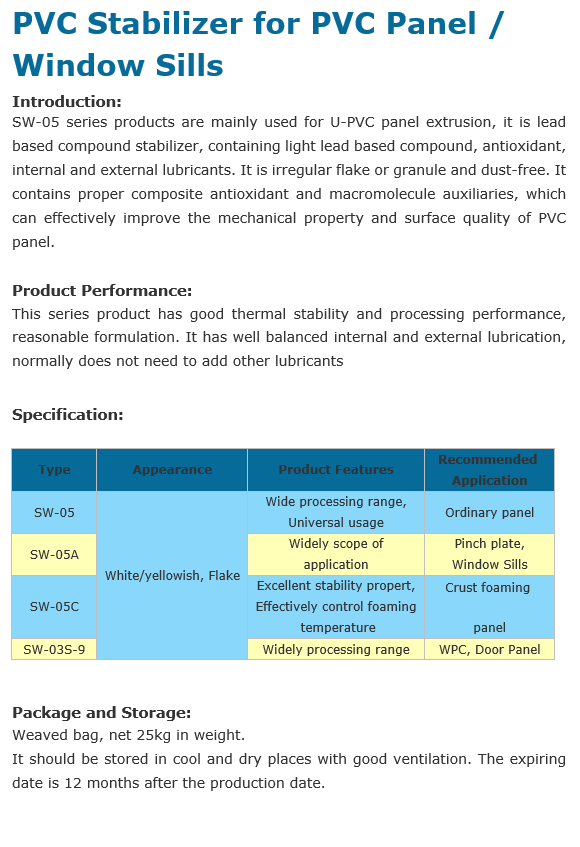 PVC Stabilizer for PVC Panel /
Window Sills
Introduction:
SW-05 series products are mainly used for U-PVC panel extrusion, it is lead
based compound stabilizer, containing light lead based compound, antioxidant,
internal and external lubricants. It is irregular flake or granule and dust-free. It
contains proper composite antioxidant and macromolecule auxiliaries, which
can effectively improve the mechanical property and surface quality of PVC
panel.
Product Performance:
This series product has good thermal stability and processing performance,
reasonable formulation. It has well balanced internal and external lubrication,
normally does not need to add other lubricants
Specification:
Type Appearance Product Features Recommended
Application
SW-05 White/yellowish, Flake Wide processing range,
Universal usage Ordinary panel
SW-05A Widely scope of
application Pinch plate,
Window Sills
SW-05C Excellent stability propert,
Effectively control foaming
temperature Crust foaming
panel
SW-03S-9 Widely processing range WPC, Door Panel
Package and Storage:
Weaved bag, net 25kg in weight.
It should be stored in cool and dry places with good ventilation. The expiring
date is 12 months after the production date.